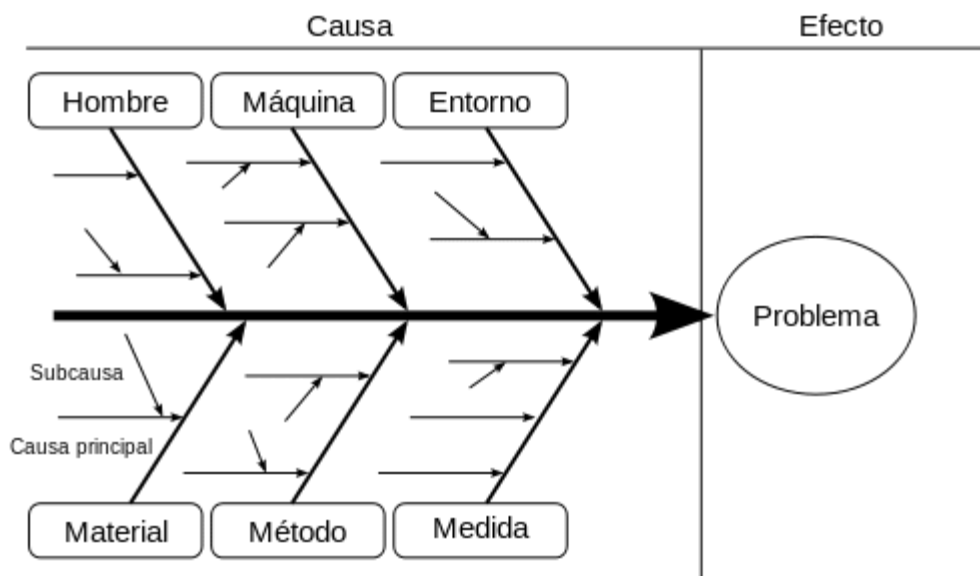 Causa
Efecto
Hombre
Máquina
Entorno
Problema
Subcausa
Causa principal
Material
Método
Medida